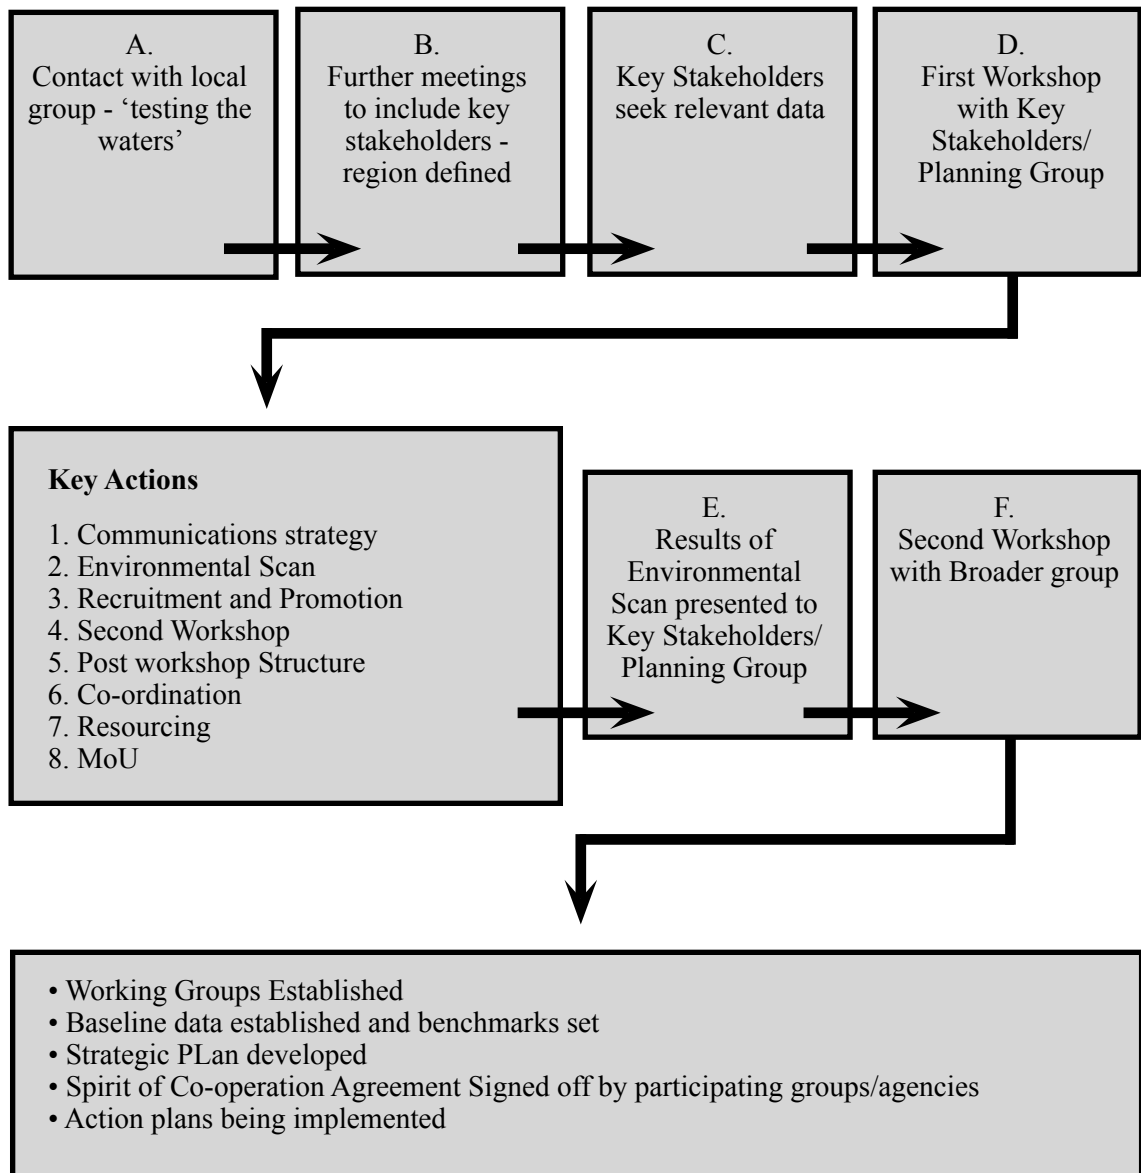 A.
Contact with local
group - ‘testing the
waters’
B.
Further meetings
to include key
stakeholders -
region defined
C.
Key Stakeholders
seek relevant data
D.
First Workshop
with Key
Stakeholders/
Planning Group
Key Actions
1. Communications strategy
2. Environmental Scan
3. Recruitment and Promotion
4. Second Workshop
5. Post workshop Structure
6. Co-ordination
7. Resourcing
8. MoU
E.
Results of
Environmental
Scan presented to
Key Stakeholders/
Planning Group
F.
Second Workshop
with Broader group
• Working Groups Established
• Baseline data established and benchmarks set
• Strategic PLan developed
• Spirit of Co-operation Agreement Signed off by participating groups/agencies
• Action plans being implemented